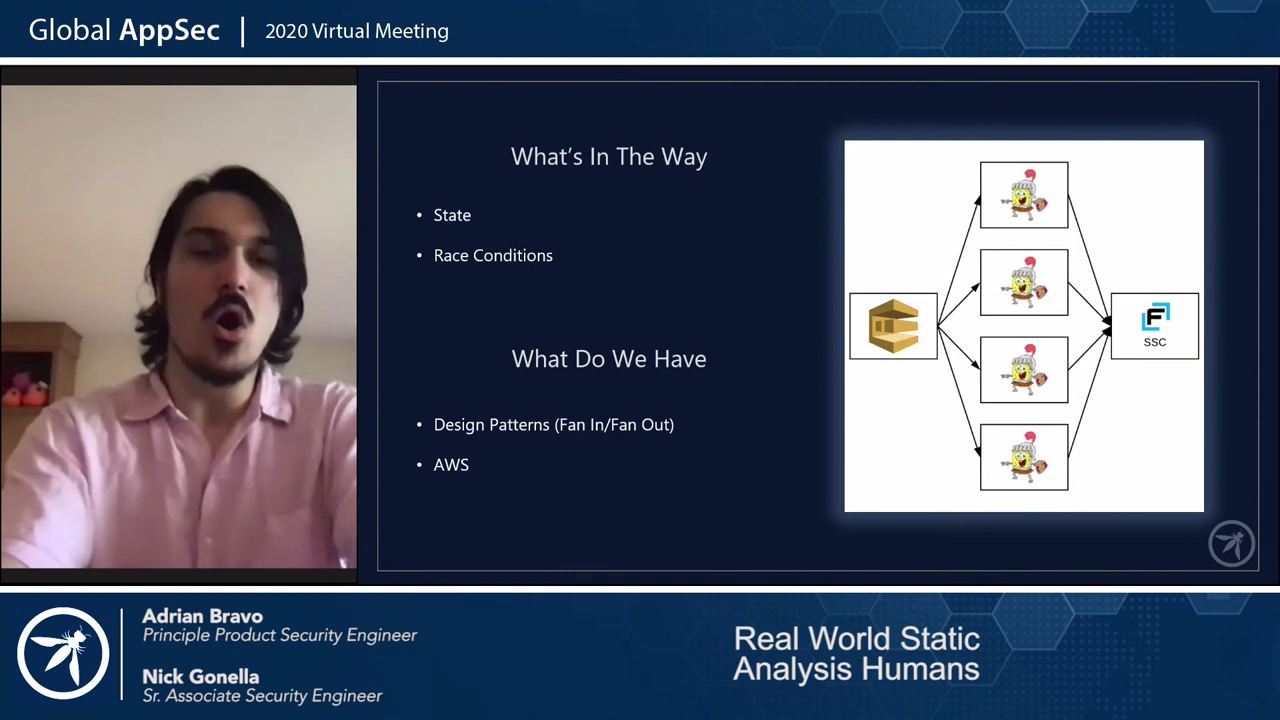 Global AppSec | 2020 Virtual Meeting
What's In The Way
• State
• Race Conditions
What Do We Have
• Design Patterns (Fan In/Fan Out)
• AWS
F
SSC
Adrian Bravo
Principle Product Security Engineer
Nick Gonella
Sr. Associate Security Engineer
Real World Static
Analysis Humans